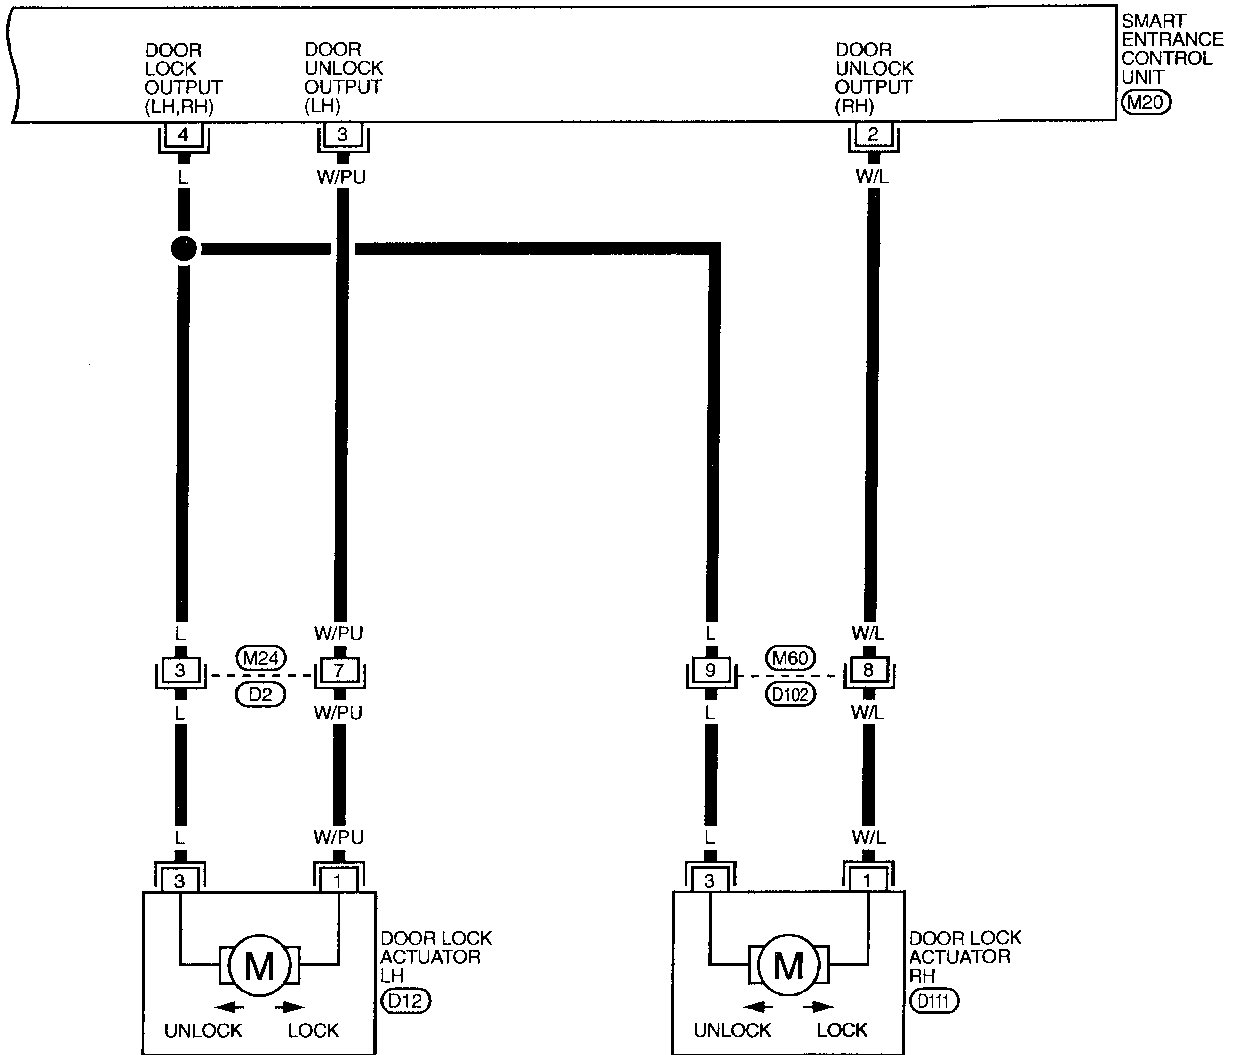 DOOR
LOCK
OUTPUT
(LH,RH)
DOOR
UNLOCK
OUTPUT
(LH)
DOOR
UNLOCK
OUTPUT
(RH)
SMART
ENTRANCE
CONTROL
UNIT
M20
4
3
2
L
W/PU
W/L
L
W/PU
L
W/L
3
M24
7
9
M60
8
D2
D102
L
W/PU
L
W/L
L
W/PU
L
W/L
3
1
3
1
M
DOOR LOCK
ACTUATOR
LH
D12
UNLOCK
LOCK
M
DOOR LOCK
ACTUATOR
RH
D111
UNLOCK
LOCK